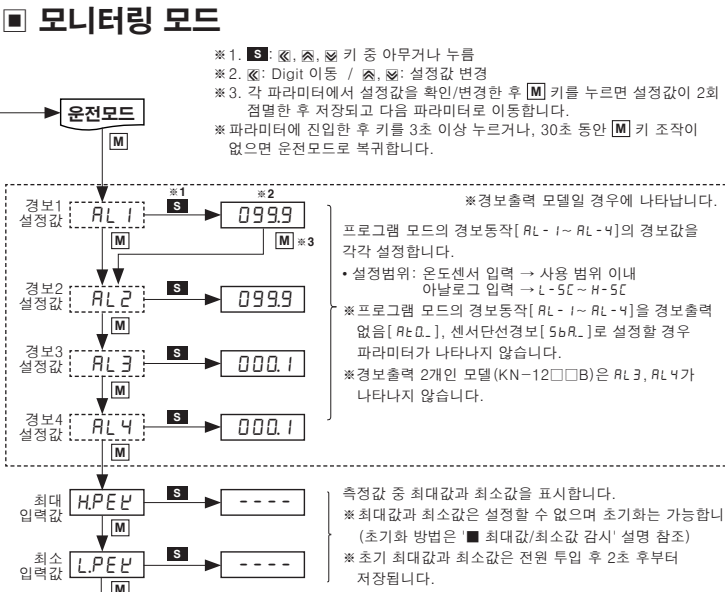 ■ 모니터링 모드
※1. S: ⟪, ︽, ︾ 키 중 아무거나 누름
※2. ⟪: Digit 이동 / ︽, ︾: 설정값 변경
※3. 각 파라미터에서 설정값을 확인/변경한 후 M 키를 누르면 설정값이 2회
점멸한 후 저장되고 다음 파라미터로 이동합니다.
※파라미터에 진입한 후 키를 3초 이상 누르거나, 30초 동안 M 키 조작이
없으면 운전모드로 복귀합니다.
운전모드
M
※경보출력 모델일 경우에 나타납니다.
경보1
설정값
AL 1
※1
S
※2
099.9
M
M ※3
경보2
설정값
AL 2
S
099.9
M
경보3
설정값
AL 3
S
000.1
M
경보4
설정값
AL 4
S
000.1
M
프로그램 모드의 경보동작[AL-1~AL-4]의 경보값을
각각 설정합니다.
• 설정범위: 온도센서 입력 → 사용 범위 이내
아날로그 입력 → L-SC~H-SC
※프로그램 모드의 경보동작[AL-1~AL-4]을 경보출력
없음[AtO._], 센서단선경보[SbA._]로 설정할 경우
파라미터가 나타나지 않습니다.
※경보출력 2개인 모델(KN-12□□B)은 AL3, AL4가
나타나지 않습니다.
최대
입력값
H.PEK
S
----
M
최소
입력값
L.PEK
S
----
M
측정값 중 최대값과 최소값을 표시합니다.
※최대값과 최소값은 설정할 수 없으며 초기화는 가능합니
(초기화 방법은 '■ 최대값/최소값 감시' 설명 참조)
※초기 최대값과 최소값은 전원 투입 후 2초 후부터
저장됩니다.